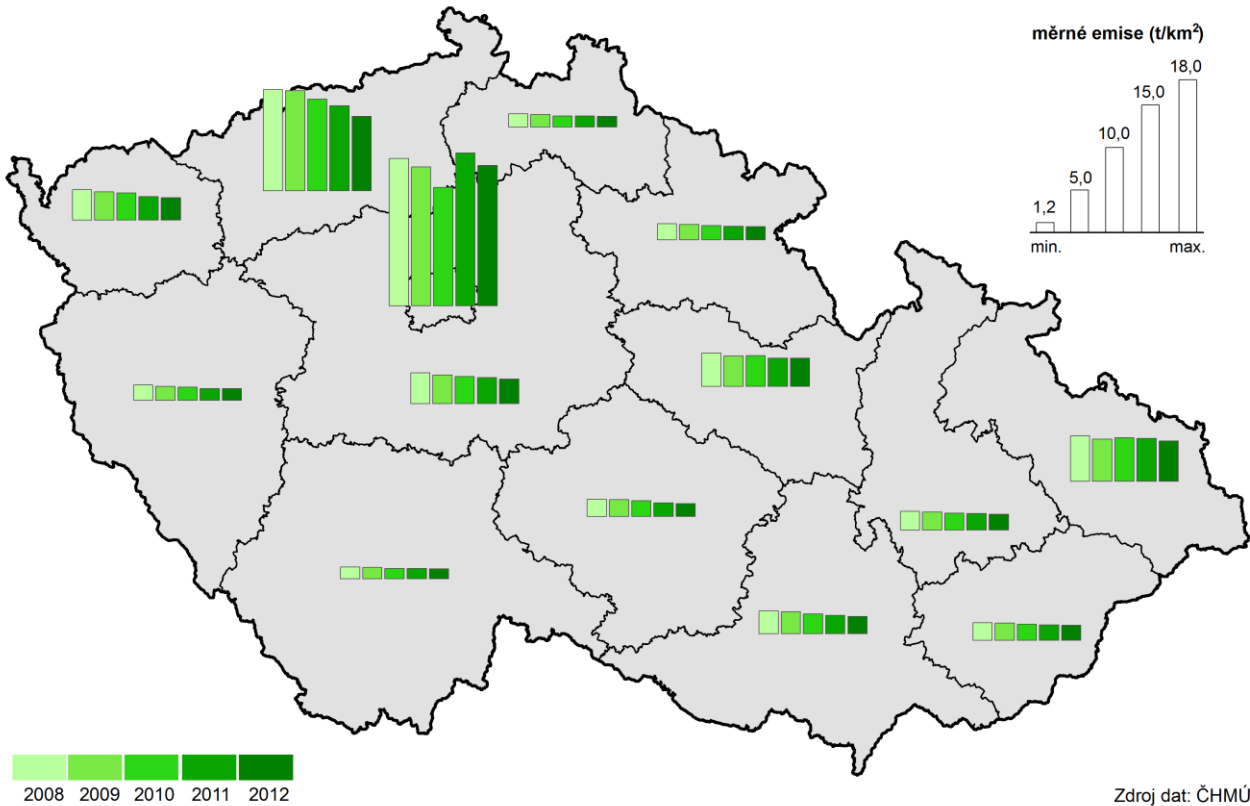 měrné emise (t/km²)
18,0
15,0
10,0
5,0
1,2
min.
max.
2008 2009 2010 2011 2012
Zdroj dat: ČHMÚ